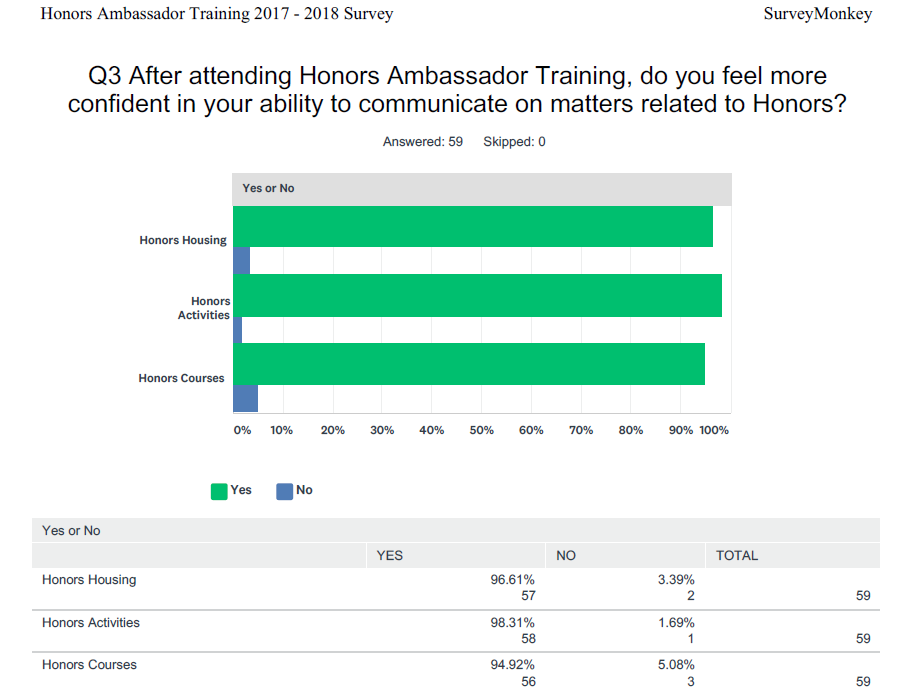 Honors Ambassador Training 2017 - 2018 Survey SurveyMonkey
Q3 After attending Honors Ambassador Training, do you feel more
confident in your ability to communicate on matters related to Honors?
Answered: 59 Skipped: 0
Yes or No
Honors Housing
Honors
Activities
Honors Courses
0% 10% 20% 30% 40% 50% 60% 70% 80% 90% 100%
Yes No
Yes or No
YES NO TOTAL
Honors Housing 96.61% 3.39%
57 2 59
Honors Activities 98.31% 1.69%
58 1 59
Honors Courses 94.92% 5.08%
56 3 59